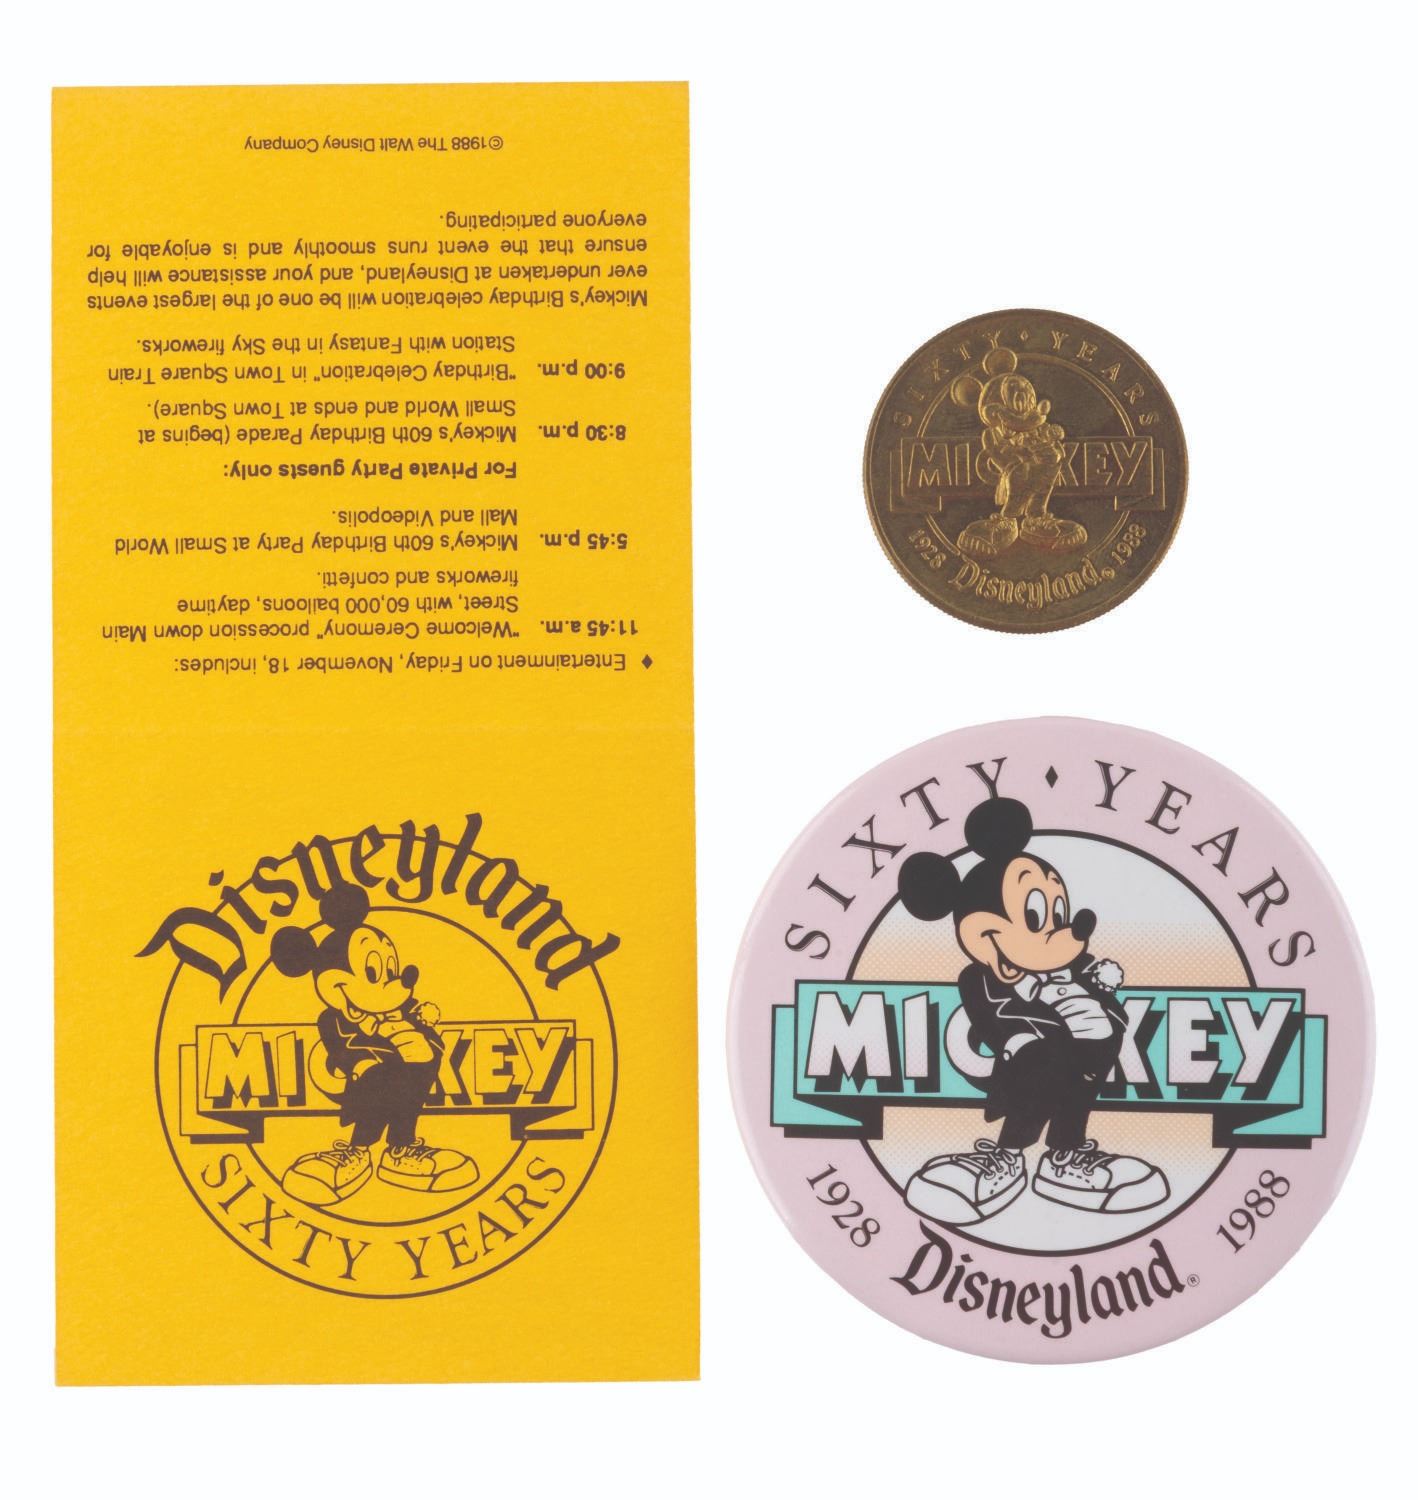 Disneyland
MICKEY
SIXTY YEARS
♦ Entertainment on Friday, November 18, includes:
11:45 a.m. "Welcome Ceremony" procession down Main
Street, with 60,000 balloons, daytime
fireworks and confetti.
5:45 p.m. Mickey's 60th Birthday Party at Small World
Mall and Videopolis.
For Private Party guests only:
8:30 p.m. Mickey's 60th Birthday Parade (begins at
Small World and ends at Town Square).
9:00 p.m. "Birthday Celebration" in Town Square Train
Station with Fantasy in the Sky fireworks.
Mickey's Birthday celebration will be one of the largest events
ever undertaken at Disneyland, and your assistance will help
ensure that the event runs smoothly and is enjoyable for
everyone participating.
©1988 The Walt Disney Company
SIXTY ♦ YEARS
MICKEY
1928 Disneyland® 1988
SIXTY ♦ YEARS
MICKEY
1928 Disneyland® 1988